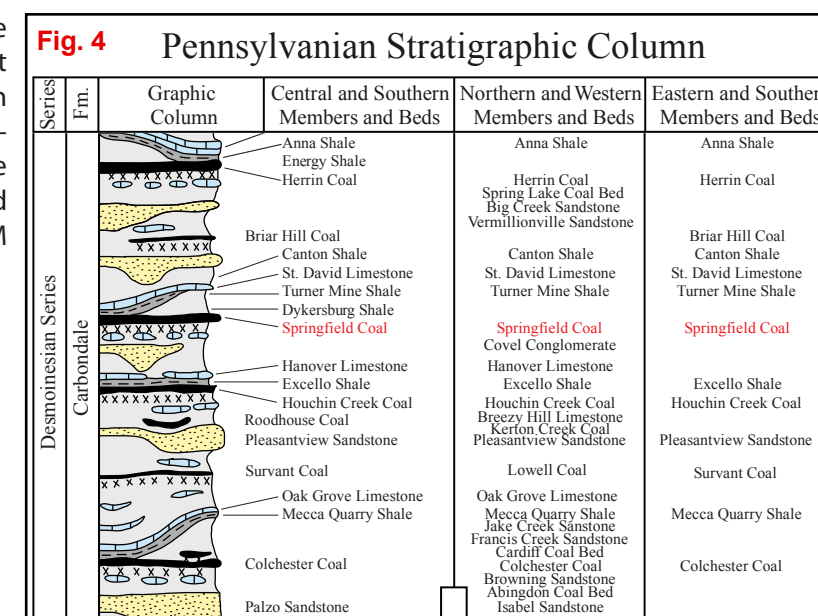 e
t
n
–
e
d
M
Fig. 4
Pennsylvanian Stratigraphic Column
Series
Fm.
Graphic
Column
Central and Southern
Members and Beds
Northern and Western
Members and Beds
Eastern and Souther
Members and Beds
Desmoinesian Series
Carbondale
Anna Shale
Energy Shale
Herrin Coal
Briar Hill Coal
Canton Shale
St. David Limestone
Turner Mine Shale
Dykersburg Shale
Springfield Coal
Hanover Limestone
Excello Shale
Houchin Creek Coal
Roodhouse Coal
Pleasantview Sandstone
Survant Coal
Oak Grove Limestone
Mecca Quarry Shale
Colchester Coal
Palzo Sandstone
Anna Shale
Herrin Coal
Spring Lake Coal Bed
Big Creek Sandstone
Vermillionville Sandstone
Canton Shale
St. David Limestone
Turner Mine Shale
Springfield Coal
Covel Conglomerate
Hanover Limestone
Excello Shale
Houchin Creek Coal
Breezy Hill Limestone
Kerton Creek Coal
Pleasantview Sandstone
Lowell Coal
Oak Grove Limestone
Mecca Quarry Shale
Jake Creek Sanstone
Francis Creek Sandstone
Cardiff Coal Bed
Colchester Coal
Browning Sandstone
Abingdon Coal Bed
Isabel Sandstone
Anna Shale
Herrin Coal
Briar Hill Coal
Canton Shale
St. David Limestone
Turner Mine Shale
Springfield Coal
Excello Shale
Houchin Creek Coal
Pleasantview Sandstone
Survant Coal
Mecca Quarry Shale
Colchester Coal